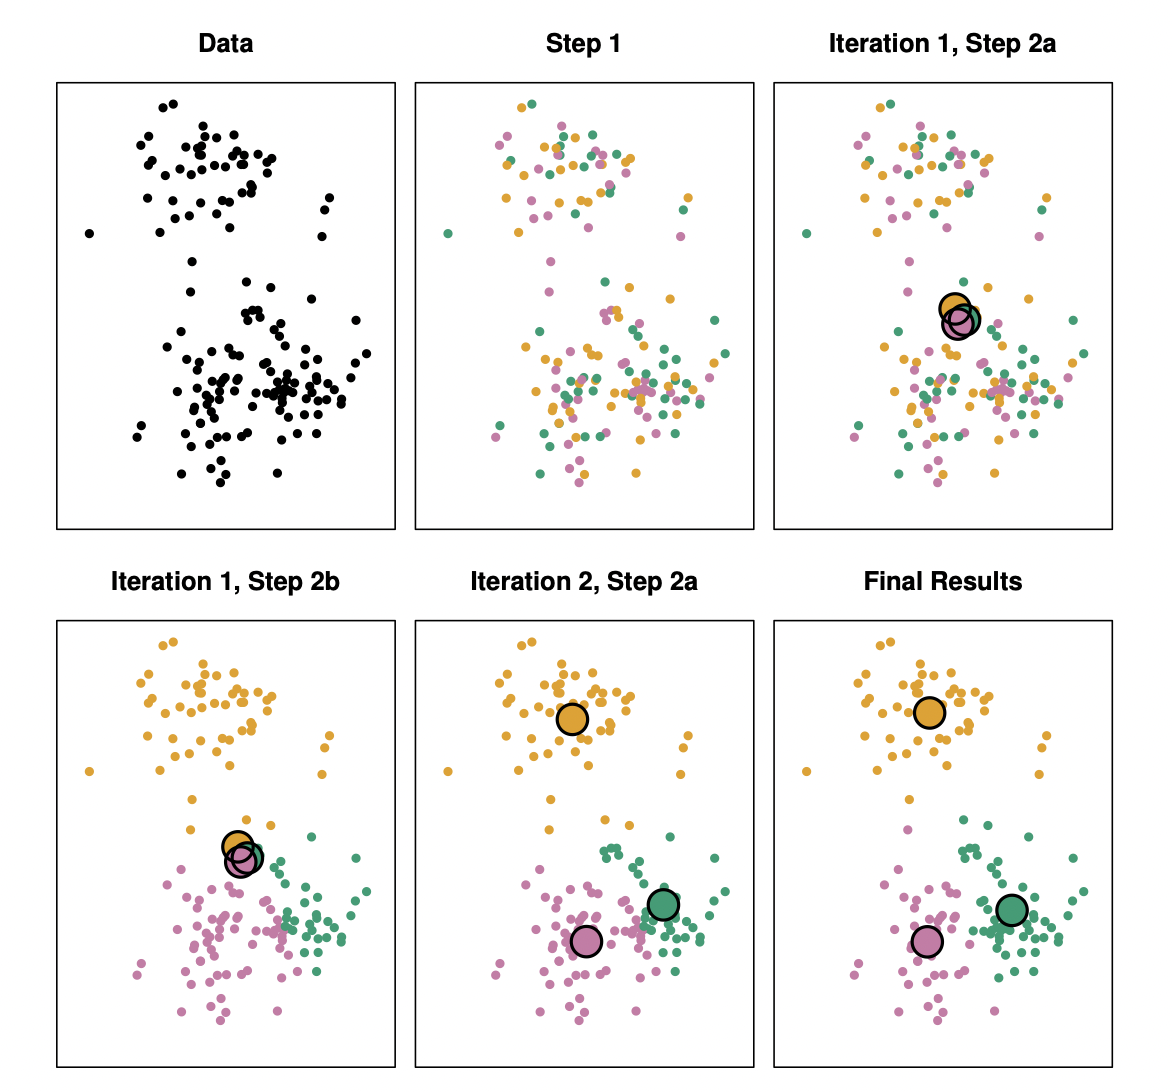 Data
Step 1
Iteration 1, Step 2a
Iteration 1, Step 2b
Iteration 2, Step 2a
Final Results